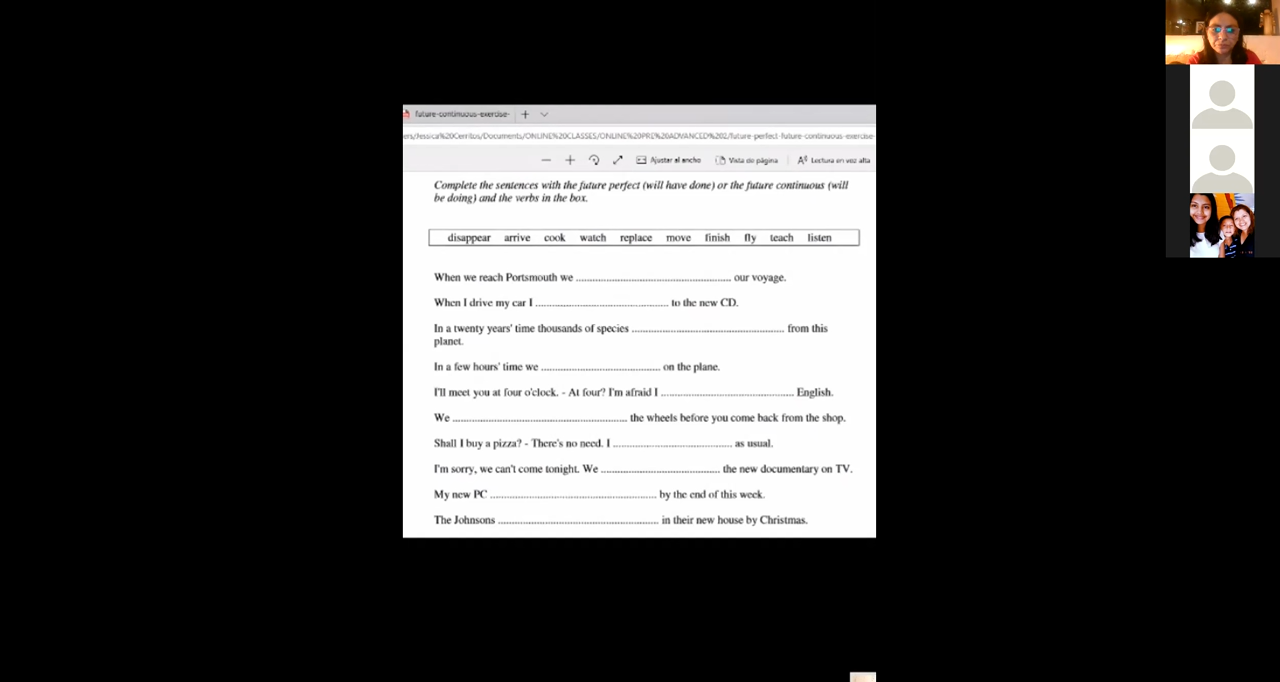 future-continuous-exercise-
ers/Jessica%20Cerritos/Documents/ONLINE%20CLASSES/ONLINE%20PRE%20ADVANCED%202/future-perfect-future-continuous-exercise-
Ajustar al ancho Vista de página Lectura en voz alta
Complete the sentences with the future perfect (will have done) or the future continuous (will
be doing) and the verbs in the box.
disappear arrive cook watch replace move finish fly teach listen
When we reach Portsmouth we ........................................ our voyage.
When I drive my car I ........................................ to the new CD.
In a twenty years' time thousands of species ........................................ from this
planet.
In a few hours' time we ........................................ on the plane.
I'll meet you at four o'clock. - At four? I'm afraid I ........................................ English.
We ........................................ the wheels before you come back from the shop.
Shall I buy a pizza? - There's no need. I ........................................ as usual.
I'm sorry, we can't come tonight. We ........................................ the new documentary on TV.
My new PC ........................................ by the end of this week.
The Johnsons ........................................ in their new house by Christmas.